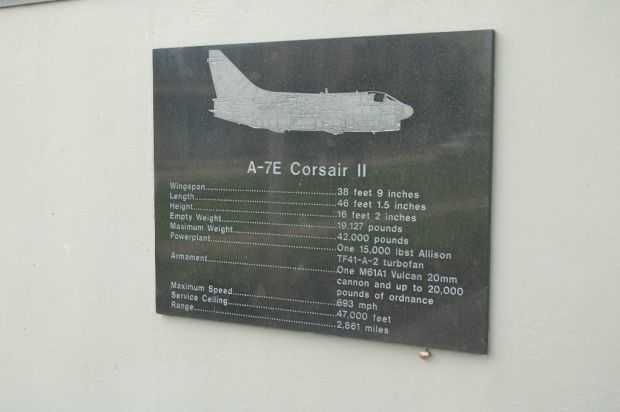 A-7E Corsair II
Wingspan........................38 feet 9 inches
Length........................46 feet 1.5 inches
Height........................16 feet 2 inches
Empty Weight........................19,127 pounds
Maximum Weight........................42,000 pounds
Powerplant........................One 15,000 lbst Allison
TF41-A-2 turbofan
Armament........................One M61A1 Vulcan 20mm
cannon and up to 20,000
pounds of ordnance
Maximum Speed........................693 mph
Service Ceiling........................47,000 feet
Range........................2,861 miles